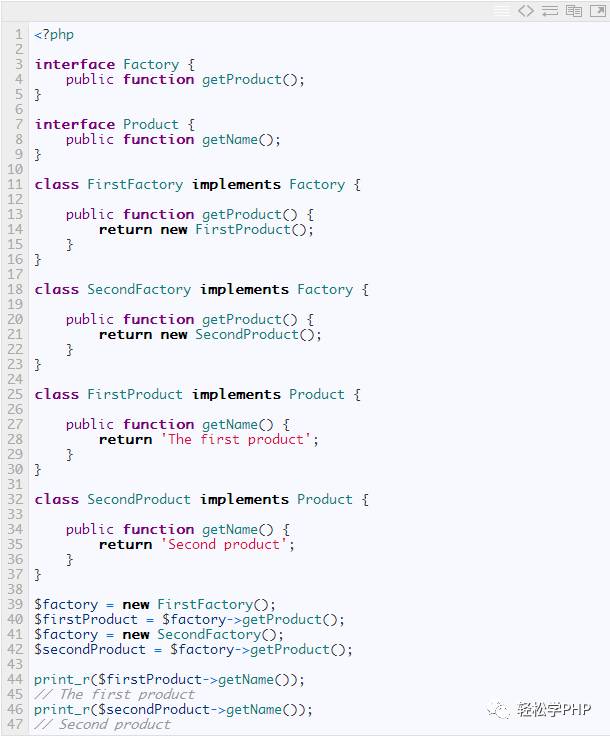 1 <?php
2
3 interface Factory {
4     public function getProduct();
5 }
6
7 interface Product {
8     public function getName();
9 }
10
11 class FirstFactory implements Factory {
12
13     public function getProduct() {
14         return new FirstProduct();
15     }
16 }
17
18 class SecondFactory implements Factory {
19
20     public function getProduct() {
21         return new SecondProduct();
22     }
23 }
24
25 class FirstProduct implements Product {
26
27     public function getName() {
28         return 'The first product';
29     }
30 }
31
32 class SecondProduct implements Product {
33
34     public function getName() {
35         return 'Second product';
36     }
37 }
38
39 $factory = new FirstFactory();
40 $firstProduct = $factory->getProduct();
41 $factory = new SecondFactory();
42 $secondProduct = $factory->getProduct();
43
44 print_r($firstProduct->getName());
45 // The first product
46 print_r($secondProduct->getName());
47 // Second product
轻松学PHP